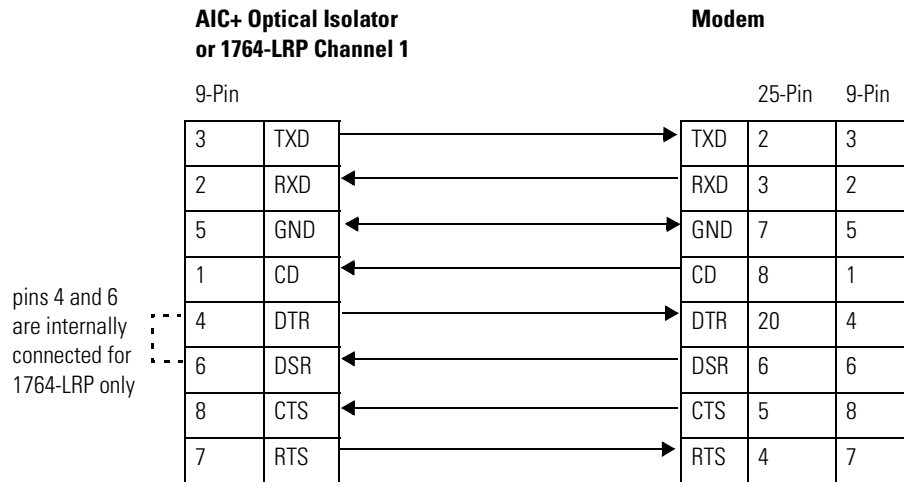 AIC+ Optical Isolator
or 1764-LRP Channel 1
Modem
9-Pin
25-Pin 9-Pin
3 TXD TXD 2 3
2 RXD RXD 3 2
5 GND GND 7 5
1 CD CD 8 1
4 DTR DTR 20 4
6 DSR DSR 6 6
8 CTS CTS 5 8
7 RTS RTS 4 7
pins 4 and 6
are internally
connected for
1764-LRP only